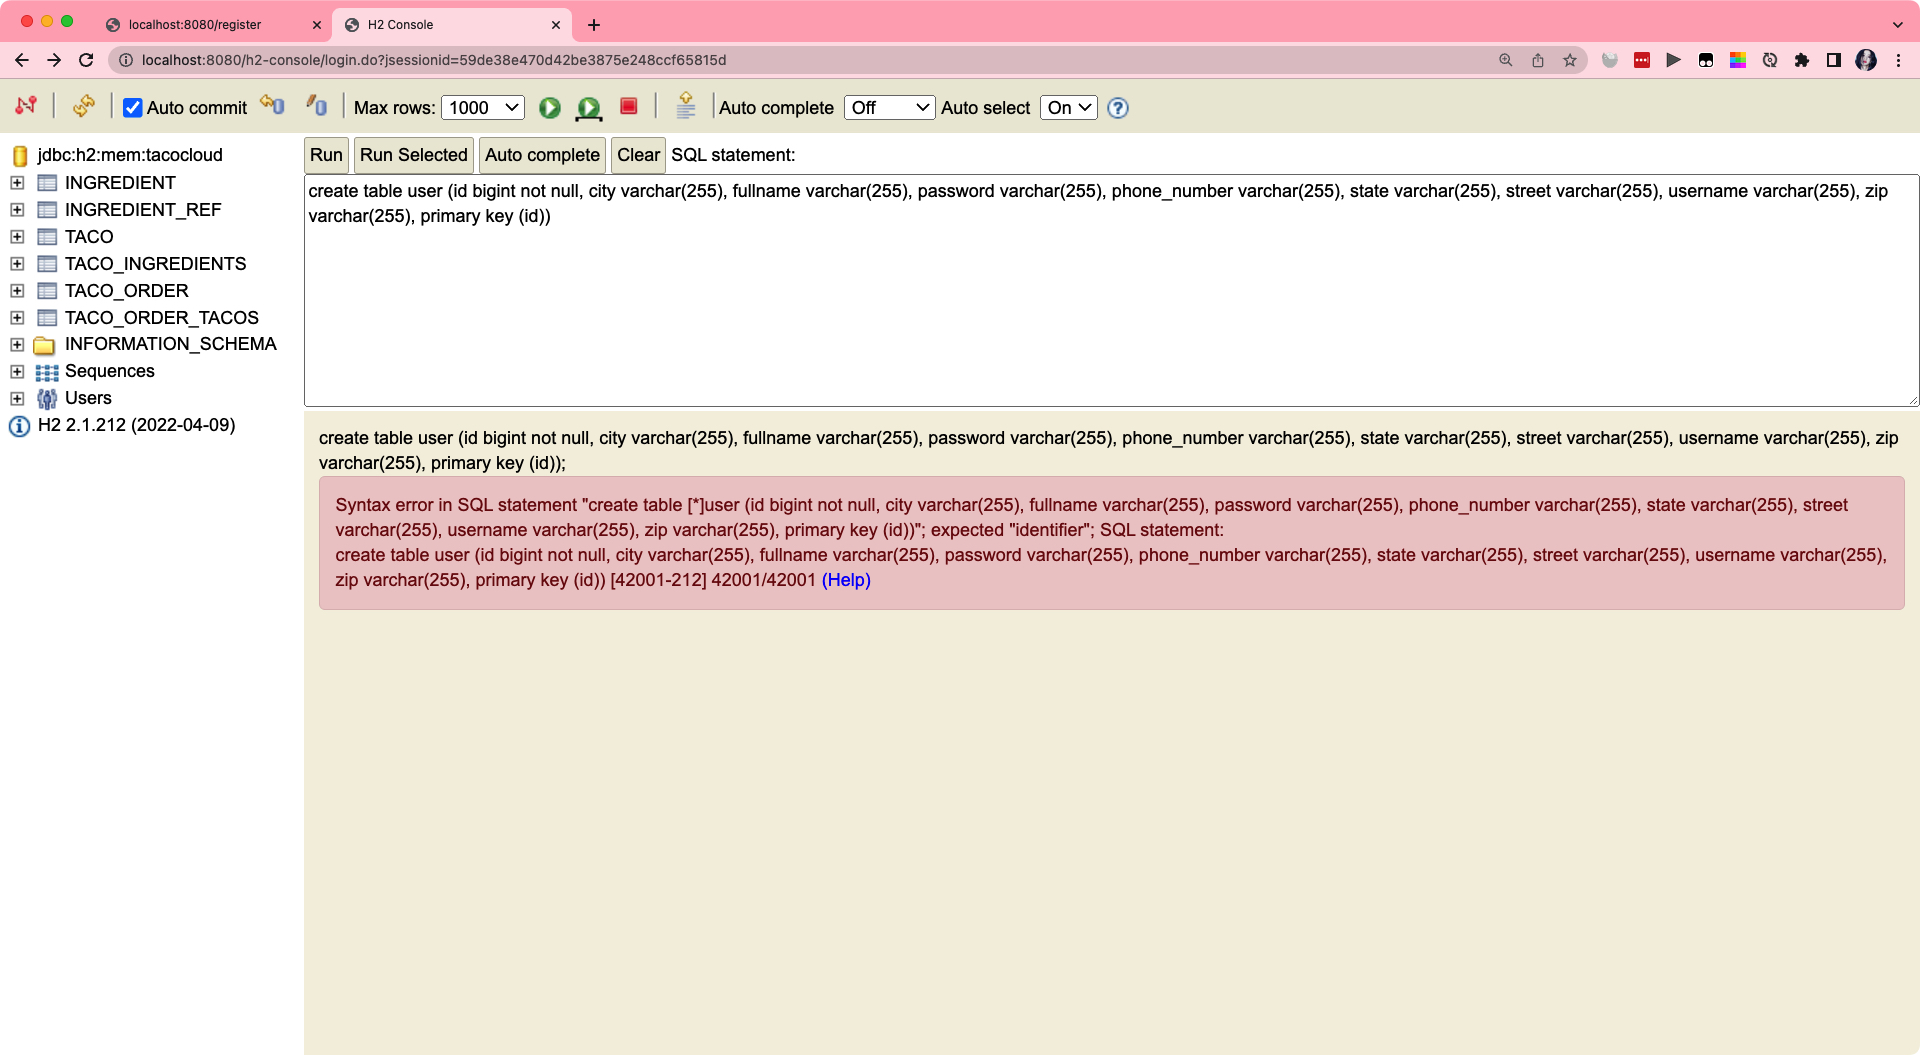 localhost:8080/register
H2 Console
localhost:8080/h2-console/login.do?jsessionid=59de38e470d42be3875e248ccf65815d
Auto commit
Max rows: 1000
Auto complete Off
Auto select On
jdbc:h2:mem:tacocloud
INGREDIENT
INGREDIENT_REF
TACO
TACO_INGREDIENTS
TACO_ORDER
TACO_ORDER_TACOS
INFORMATION_SCHEMA
Sequences
Users
H2 2.1.212 (2022-04-09)
Run Run Selected Auto complete Clear SQL statement:
create table user (id bigint not null, city varchar(255), fullname varchar(255), password varchar(255), phone_number varchar(255), state varchar(255), street varchar(255), username varchar(255), zip
varchar(255), primary key (id))
create table user (id bigint not null, city varchar(255), fullname varchar(255), password varchar(255), phone_number varchar(255), state varchar(255), street varchar(255), username varchar(255), zip
varchar(255), primary key (id));
Syntax error in SQL statement "create table [*]user (id bigint not null, city varchar(255), fullname varchar(255), password varchar(255), phone_number varchar(255), state varchar(255), street
varchar(255), username varchar(255), zip varchar(255), primary key (id))"; expected "identifier"; SQL statement:
create table user (id bigint not null, city varchar(255), fullname varchar(255), password varchar(255), phone_number varchar(255), state varchar(255), street varchar(255), username varchar(255),
zip varchar(255), primary key (id)) [42001-212] 42001/42001 (Help)